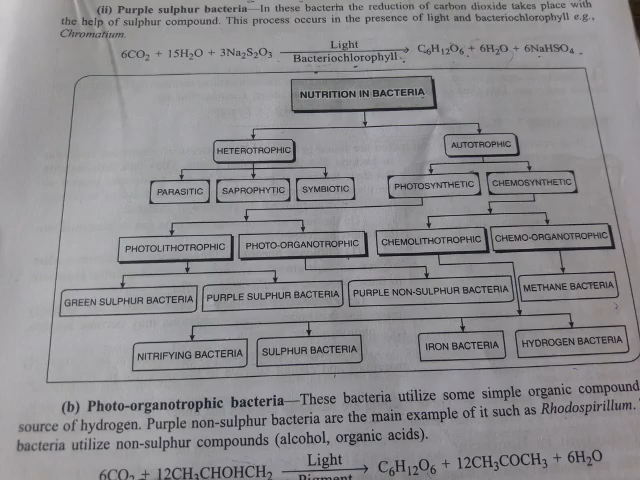 (ii) Purple sulphur bacteria—In these bacteria the reduction of carbon dioxide takes place with
the help of sulphur compound. This process occurs in the presence of light and bacteriochlorophyll e.g.,
Chromatium.
6CO₂ + 15H₂O + 3Na₂S₂O₃ Light Bacteriochlorophyll → C₆H₁₂O₆ + 6H₂O + 6NaHSO₄
NUTRITION IN BACTERIA
HETEROTROPHIC AUTOTROPHIC
PARASITIC SAPROPHYTIC SYMBIOTIC PHOTOSYNTHETIC CHEMOSYNTHETIC
PHOTOLITHOTROPHIC PHOTO-ORGANOTROPHIC CHEMOLITHOTROPHIC CHEMO-ORGANOTROPHIC
GREEN SULPHUR BACTERIA PURPLE SULPHUR BACTERIA PURPLE NON-SULPHUR BACTERIA METHANE BACTERIA
NITRIFYING BACTERIA SULPHUR BACTERIA IRON BACTERIA HYDROGEN BACTERIA
(b) Photo-organotrophic bacteria—These bacteria utilize some simple organic compound
source of hydrogen. Purple non-sulphur bacteria are the main example of it such as Rhodospirillum.
bacteria utilize non-sulphur compounds (alcohol, organic acids).
6CO₂ + 12CH₃CHOHCH₂ Light Pigment → C₆H₁₂O₆ + 12CH₃COCH₃ + 6H₂O